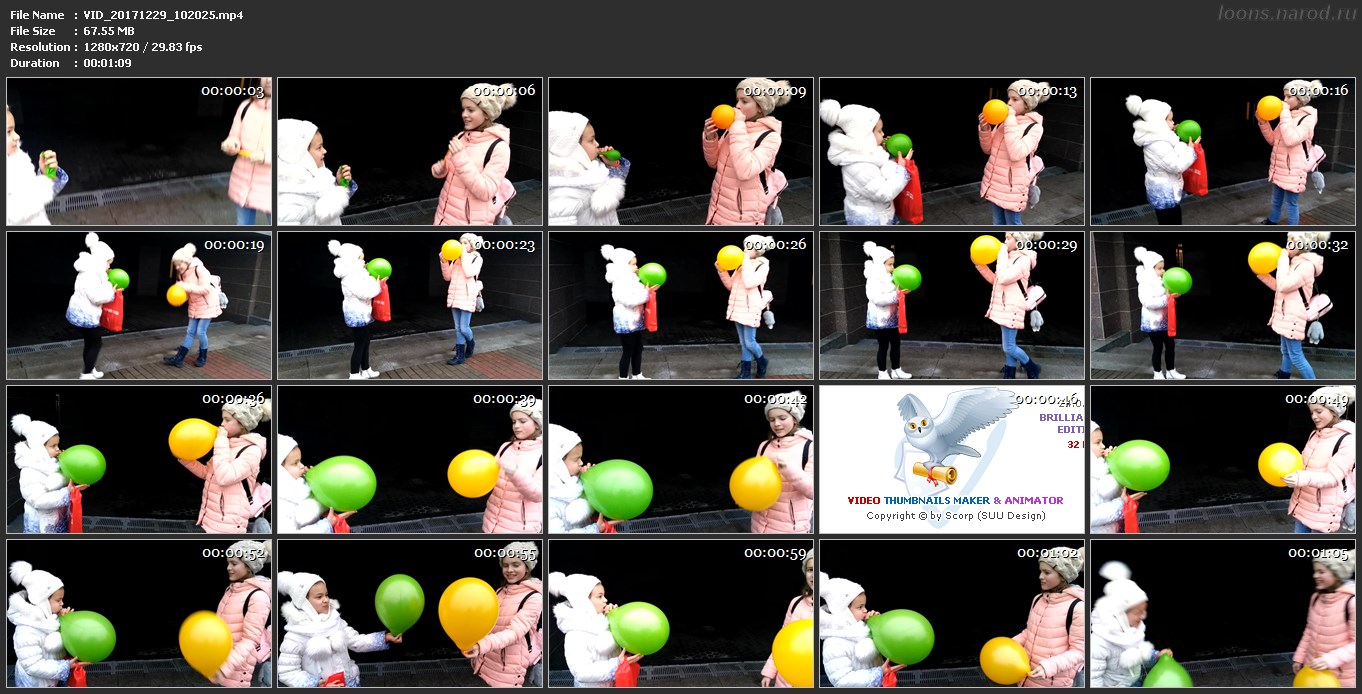 File Name : VID_20171229_102025.mp4
loons.narod.ru
File Size : 67.55 MB
Resolution : 1280x720 / 29.83 fps
Duration : 00:01:09
00:00:03
00:00:06
00:00:09
00:00:13
00:00:16
00:00:19
00:00:23
00:00:26
00:00:29
00:00:32
00:00:36
00:00:39
00:00:42
00:00:46
BRILLIA
EDITI
32
VIDEO THUMBNAILS MAKER & ANIMATOR
Copyright © by Scorp (SUU Design)
00:00:49
00:00:52
00:00:55
00:00:59
00:01:02
00:01:05